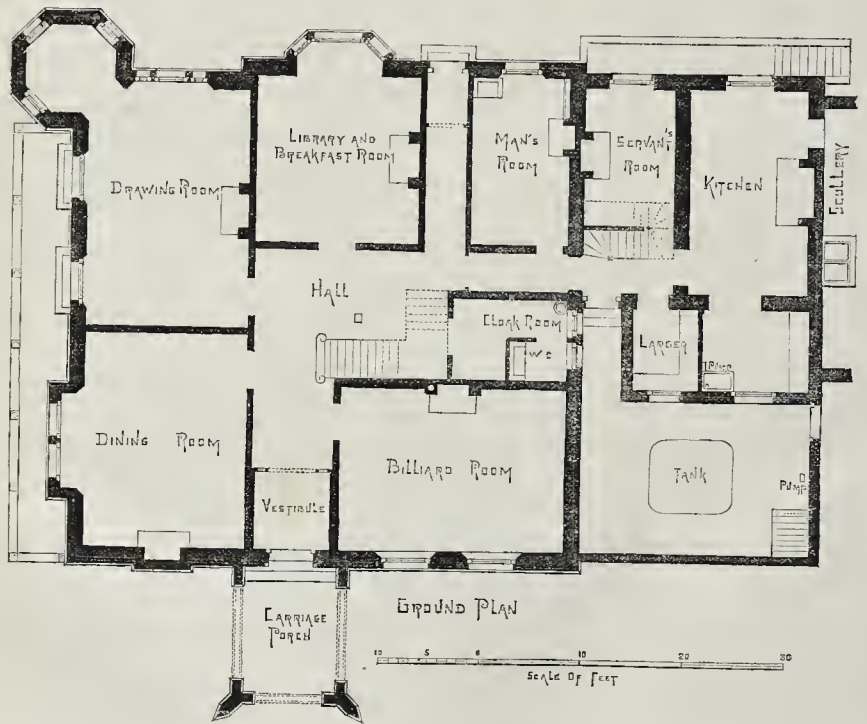 LIBRARY AND
BREAKFAST ROOM
MAN'S
ROOM
SERVANT'S
ROOM
DRAWING ROOM
KITCHEN
SCULLERY
HALL
CLOAK ROOM
W C
LARDER
DINING ROOM
BILLIARD ROOM
TANK
PUMP
VESTIBULE
CARRIAGE
PORCH
GROUND PLAN
10 5 0 10 20 30
SCALE OF FEET